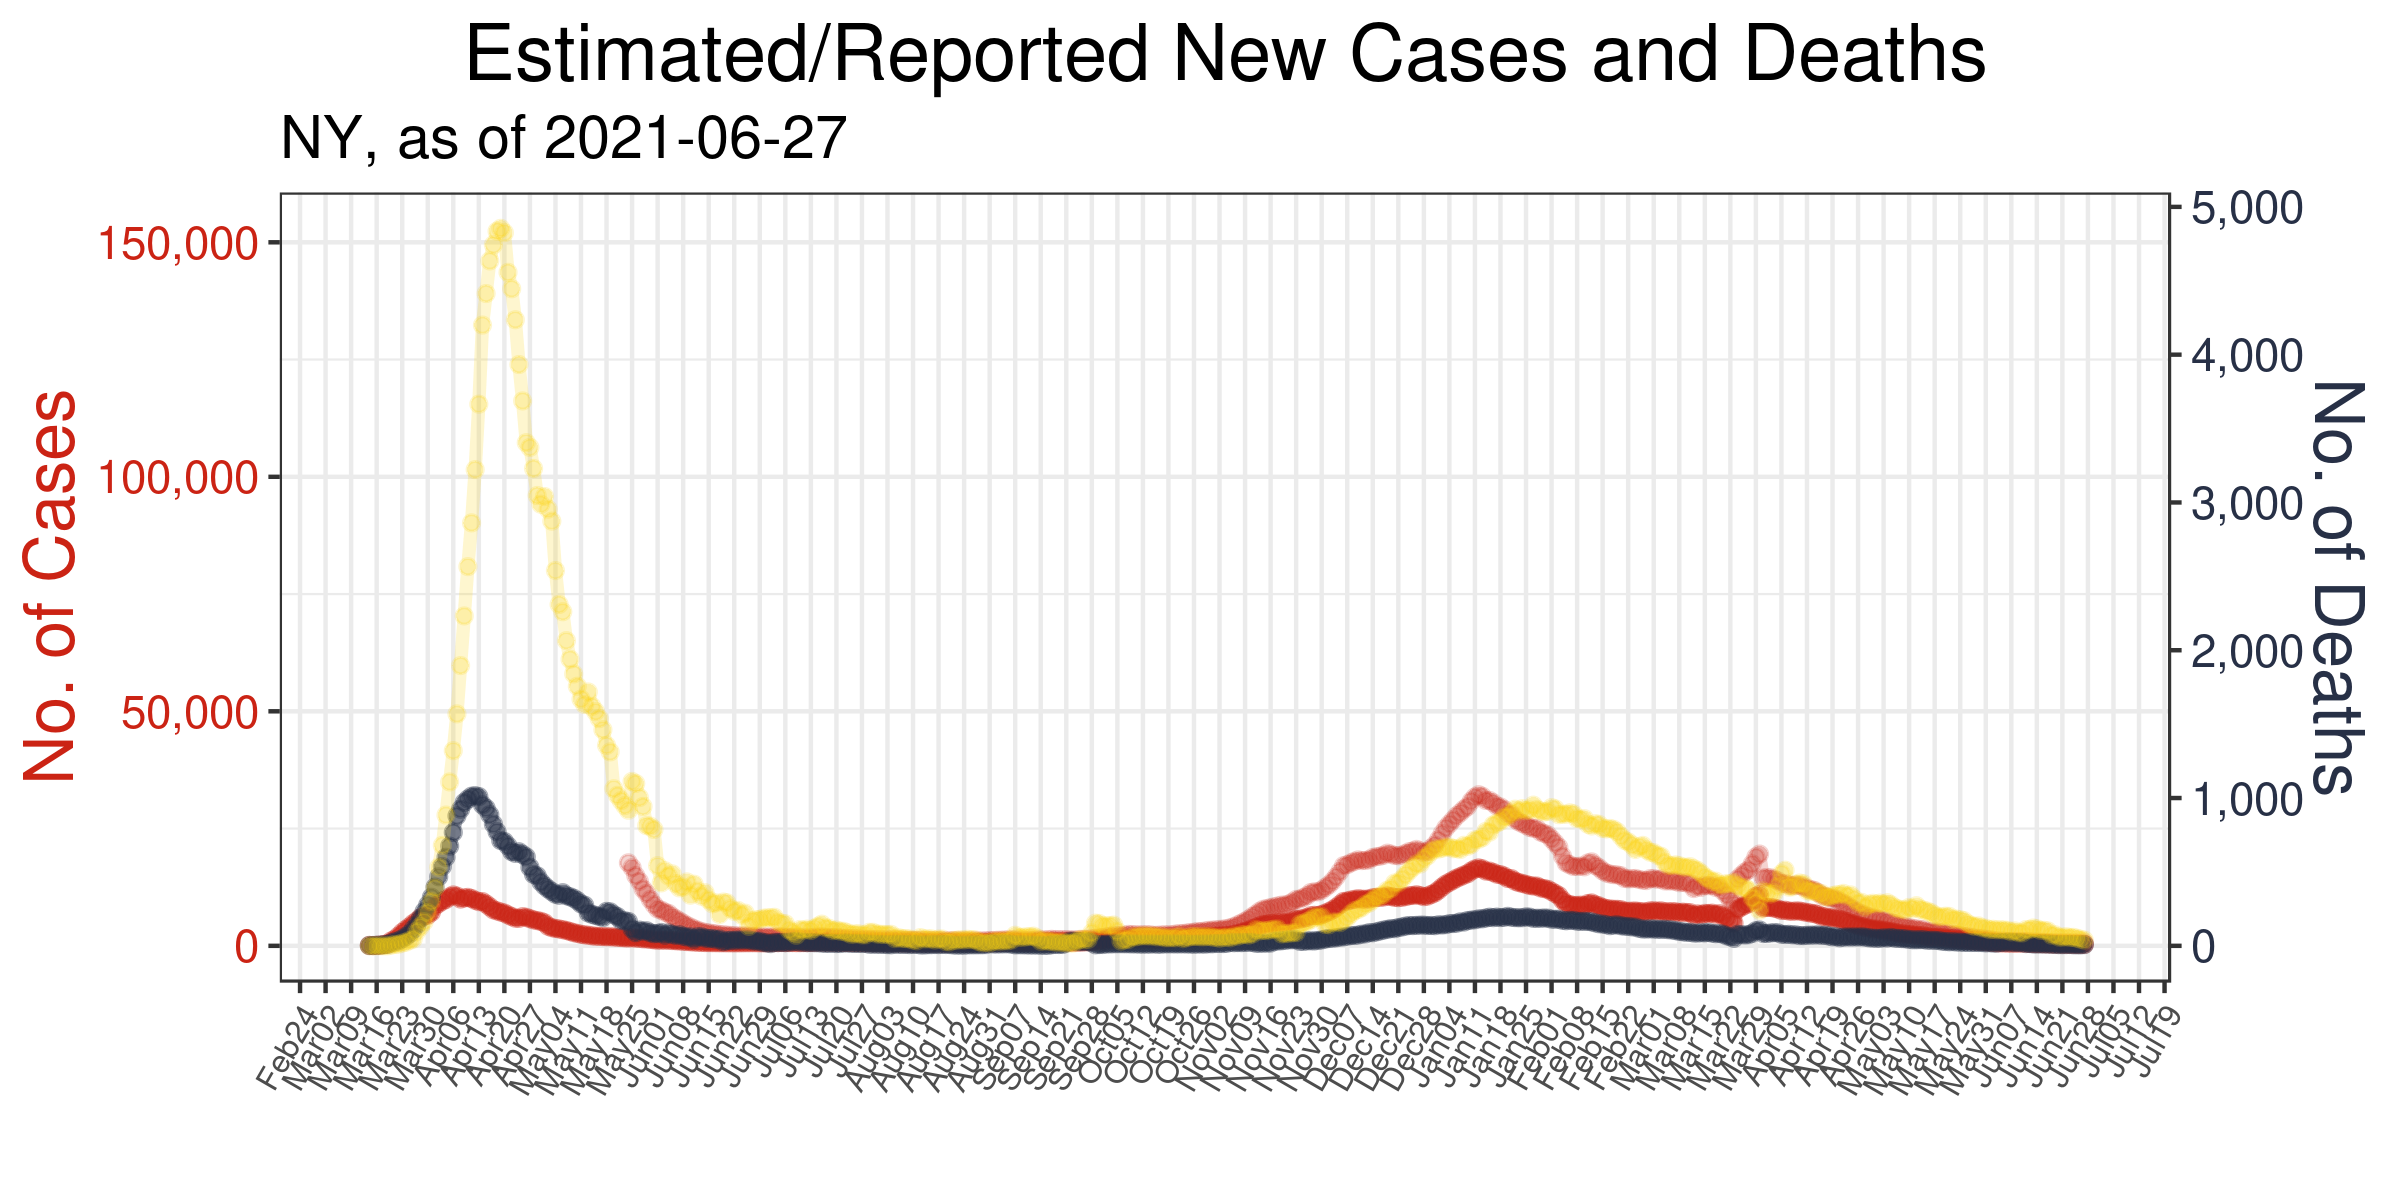 Estimated/Reported New Cases and Deaths
NY, as of 2021-06-27
No. of Cases
150,000
100,000
50,000
0
5,000
4,000
3,000
2,000
1,000
0
No. of Deaths
Feb24
Mar02
Mar09
Mar16
Mar23
Mar30
Apr06
Apr13
Apr20
Apr27
May04
May11
May18
May25
Jun01
Jun08
Jun15
Jun22
Jun29
Jul06
Jul13
Jul20
Jul27
Aug03
Aug10
Aug17
Aug24
Aug31
Sep07
Sep14
Sep21
Sep28
Oct05
Oct12
Oct19
Oct26
Nov02
Nov09
Nov16
Nov23
Nov30
Dec07
Dec14
Dec21
Dec28
Jan04
Jan11
Jan18
Jan25
Feb01
Feb08
Feb15
Feb22
Mar01
Mar08
Mar15
Mar22
Mar29
Apr05
Apr12
Apr19
Apr26
May03
May10
May17
May24
May31
Jun07
Jun14
Jun21
Jun28
Jul05
Jul12
Jul19